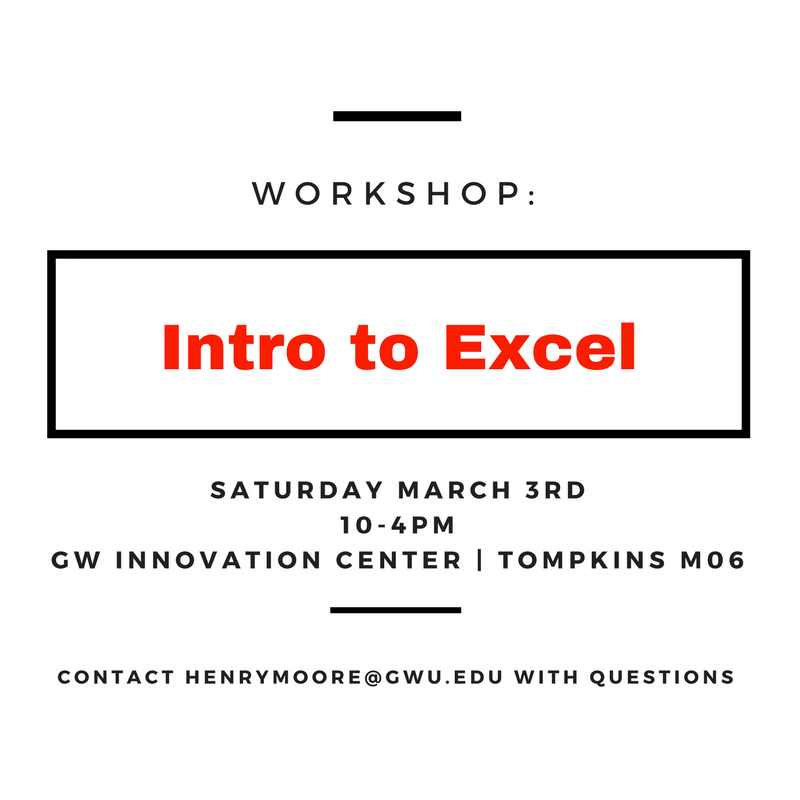 WORKSHOP:
Intro to Excel
SATURDAY MARCH 3RD
10-4PM
GW INNOVATION CENTER | TOMPKINS M06
CONTACT HENRYMOORE@GWU.EDU WITH QUESTIONS